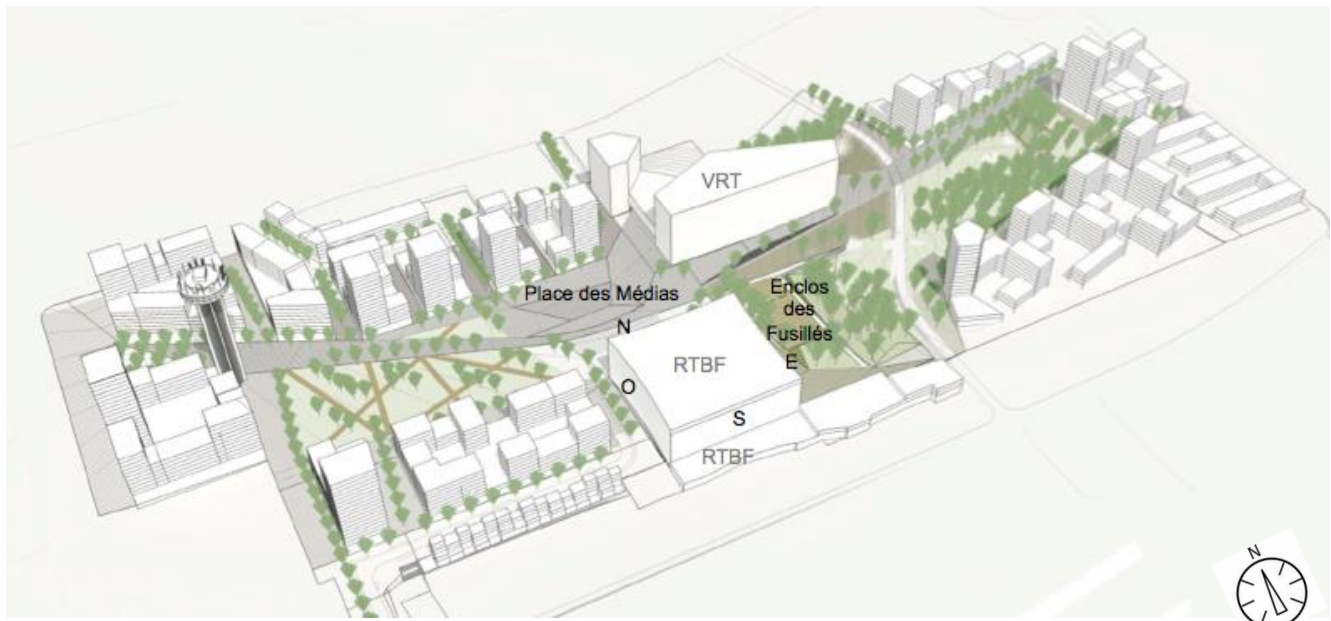 VRT
Place des Médias
Enclos
des
Fusillés
N
RTBF
E
O
S
RTBF
N